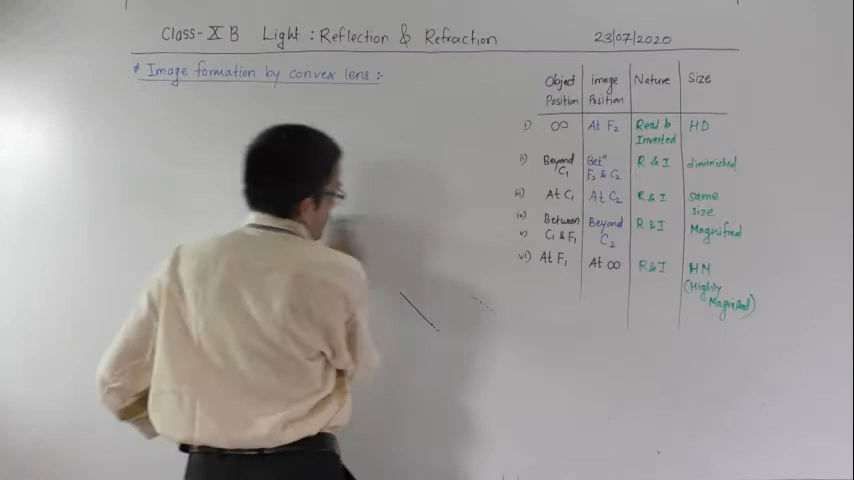 Class-X B Light : Reflection & Refraction 23/07/2020
# Image formation by convex lens :-
Object Position image Position Nature Size
i) ∞ At F₂ Real & Inverted HD
ii) Beyond C₁ Betⁿ F₂ & C₂ R & I diminished
iii) At C₁ At C₂ R & I same size
iv) Between
v) C₁ & F₁ Beyond C₂ R & I Magnified
vi) At F₁ At ∞ R & I HM (Highly Magnified)